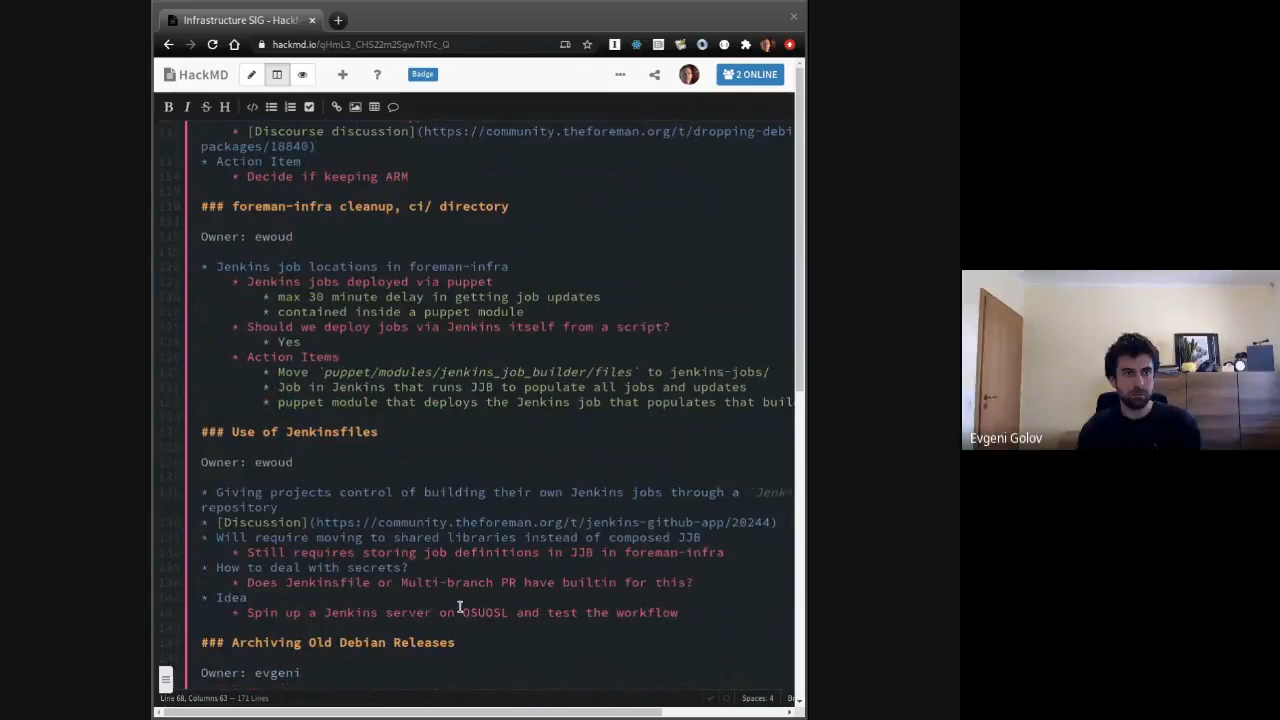 Infrastructure SIG - HackM
hackmd.io/qHmL3_CHS22m2SgwTNTc_Q
HackMD
Badge
2 ONLINE
B I S H
* [Discourse discussion](https://community.theforeman.org/t/dropping-debi
packages/18840)
* Action Item
* Decide if keeping ARM
### foreman-infra cleanup, ci/ directory
Owner: ewoud
* Jenkins job locations in foreman-infra
* Jenkins jobs deployed via puppet
* max 30 minute delay in getting job updates
* contained inside a puppet module
* Should we deploy jobs via Jenkins itself from a script?
* Yes
* Action Items
* Move `puppet/modules/jenkins_job_builder/files` to jenkins-jobs/
* Job in Jenkins that runs JJB to populate all jobs and updates
* puppet module that deploys the Jenkins job that populates that buil
### Use of Jenkinsfiles
Owner: ewoud
* Giving projects control of building their own Jenkins jobs through a `Jenk
repository
* [Discussion](https://community.theforeman.org/t/jenkins-github-app/20244)
* Will require moving to shared libraries instead of composed JJB
* Still requires storing job definitions in JJB in foreman-infra
* How to deal with secrets?
* Does Jenkinsfile or Multi-branch PR have builtin for this?
* Idea
* Spin up a Jenkins server on OSUOSL and test the workflow
### Archiving Old Debian Releases
Owner: evgeni
Line 68, Columns 63 — 171 Lines
Spaces: 4
Evgeni Golov